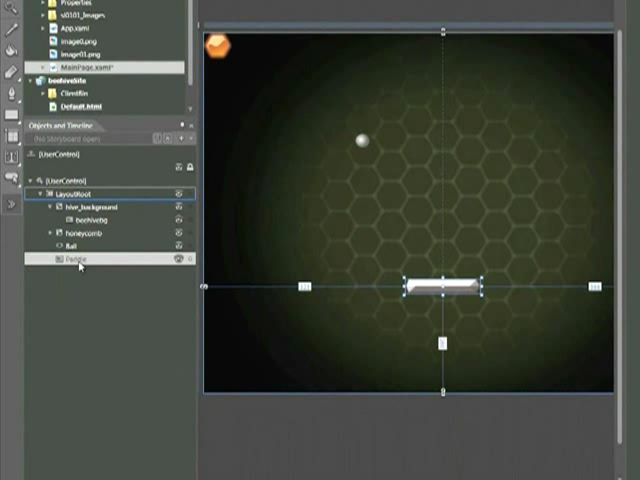 Properties
sl0101_Images
App.xaml
image0.png
image01.png
MainPage.xaml*
beehiveSite
ClientBin
Default.html
Objects and Timeline
(No Storyboard open)
[UserControl]
[UserControl]
LayoutRoot
hive_background
beehivebg
honeycomb
Ball
Paddle